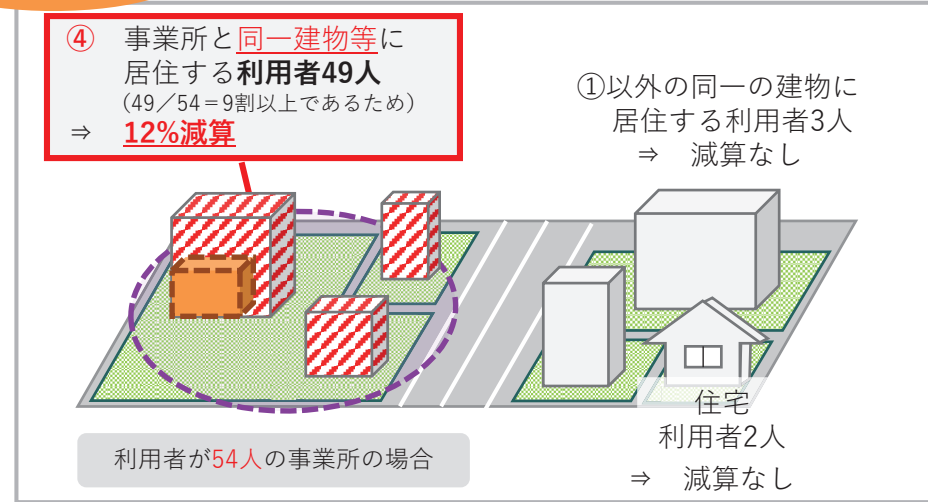 ④ 事業所と同一建物等に
居住する利用者49人
（49／54＝9割以上であるため）
⇒ 12%減算
①以外の同一の建物に
居住する利用者3人
⇒ 減算なし
住宅
利用者2人
⇒ 減算なし
利用者が54人の事業所の場合